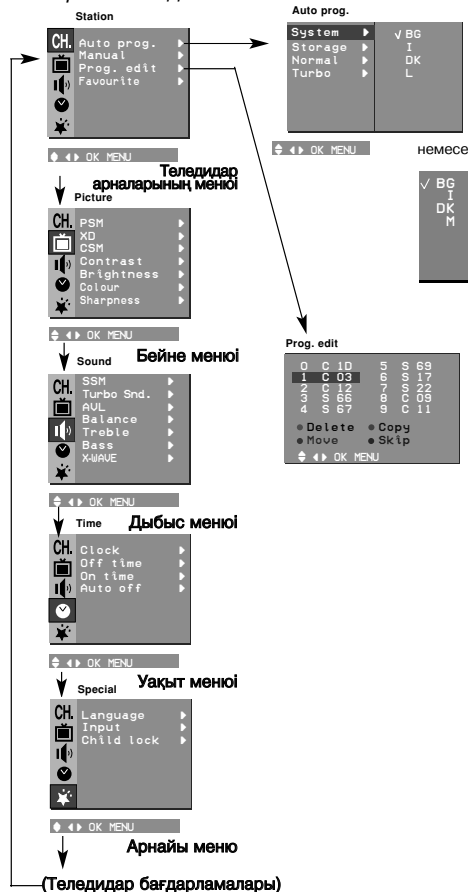 Station
CH.
Auto prog.
Manual
Prog. edit
Favourite
OK MENU
Теледидар
арналарының менюі
Auto prog.
System
Storage
Normal
Turbo
√ BG
I
DK
L
OK MENU
немесе
√ BG
I
DK
M
Picture
CH.
PSM
XD
CSM
Contrast
Brightness
Colour
Sharpness
OK MENU
Бейне менюі
Prog. edit
0 C 1D 5 S 69
1 C 03 6 S 17
2 C 12 7 S 22
3 S 66 8 C 09
4 S 67 9 C 11
Delete Copy
Move Skip
OK MENU
Sound
CH.
SSM
Turbo Snd.
AVL
Balance
Treble
Bass
X-WAVE
OK MENU
Дыбыс менюі
Time
CH.
Clock
Off time
On time
Auto off
OK MENU
Уақыт менюі
Special
CH.
Language
Input
Child lock
OK MENU
Арнайы меню
(Теледидар бағдарламалары)